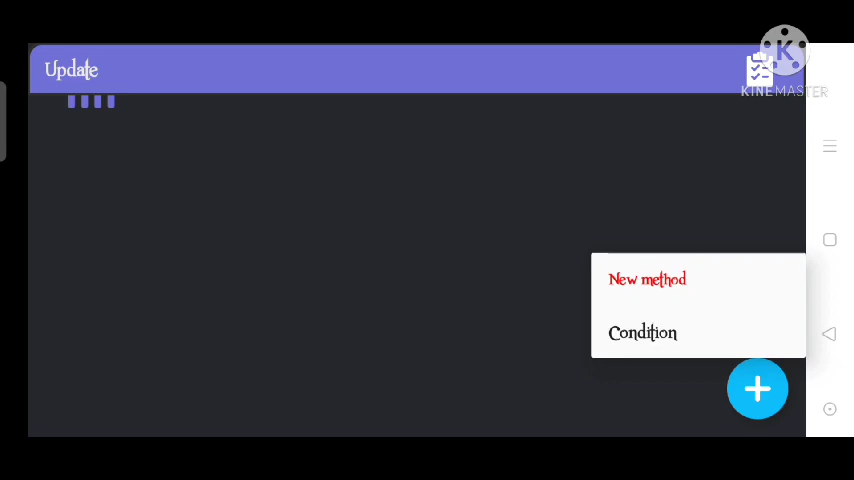 Update
K
KINEMASTER
New method
Condition